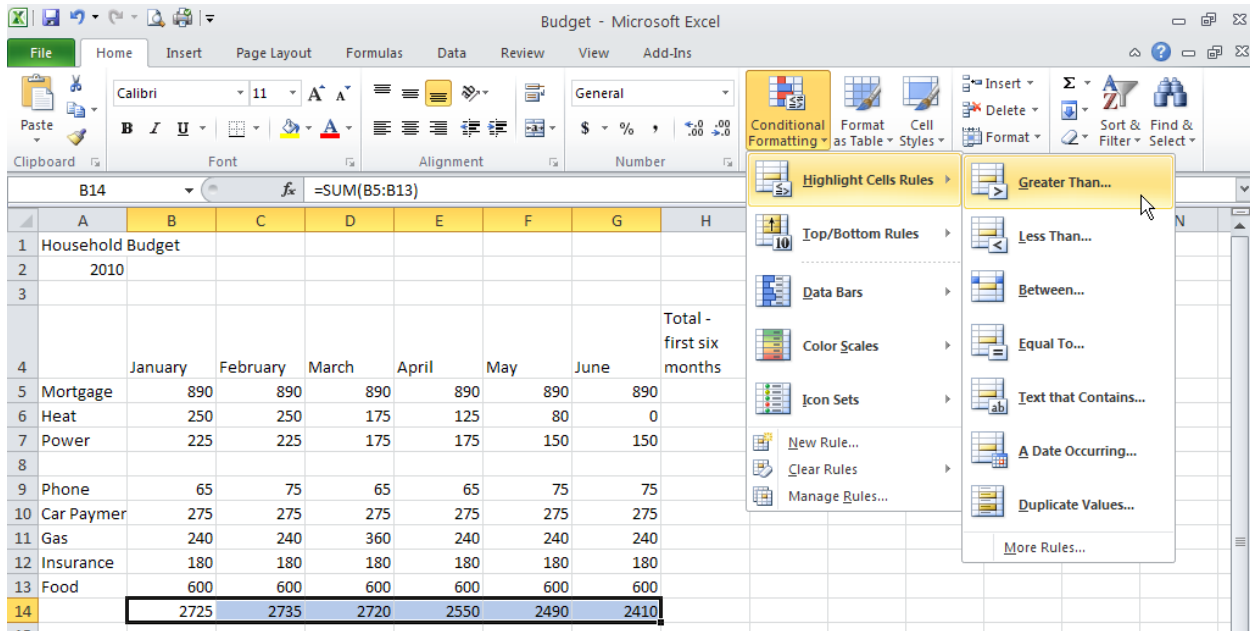 Budget - Microsoft Excel
File Home Insert Page Layout Formulas Data Review View Add-Ins
Paste
Clipboard
Calibri 11 A A
B I U A
Font
Alignment
General
$ % , .00 .0
Number
Conditional Formatting
Format as Table
Cell Styles
Insert
Delete
Format
Σ
Sort & Filter
Find & Select
B14 fx =SUM(B5:B13)
A B C D E F G H N
1 Household Budget
2 2010
3
4 January February March April May June Total - first six months
5 Mortgage 890 890 890 890 890 890
6 Heat 250 250 175 125 80 0
7 Power 225 225 175 175 150 150
8
9 Phone 65 75 65 65 75 75
10 Car Paymer 275 275 275 275 275 275
11 Gas 240 240 360 240 240 240
12 Insurance 180 180 180 180 180 180
13 Food 600 600 600 600 600 600
14 2725 2735 2720 2550 2490 2410
Highlight Cells Rules
Top/Bottom Rules
Data Bars
Color Scales
Icon Sets
New Rule...
Clear Rules
Manage Rules...
Greater Than...
Less Than...
Between...
Equal To...
Text that Contains...
A Date Occurring...
Duplicate Values...
More Rules...